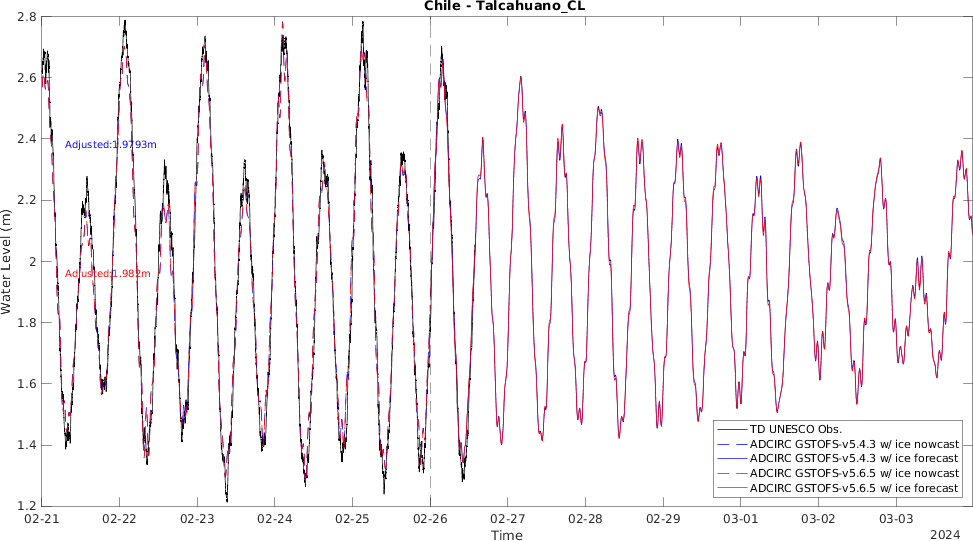 Chile - Talcahuano_CL
2.8
2.6
2.4
2.2
2
1.8
1.6
1.4
1.2
Water Level (m)
Adjusted:1.9793m
Adjusted:1.982m
TD UNESCO Obs.
ADCIRC GSTOFS-v5.4.3 w/ ice nowcast
ADCIRC GSTOFS-v5.4.3 w/ ice forecast
ADCIRC GSTOFS-v5.6.5 w/ ice nowcast
ADCIRC GSTOFS-v5.6.5 w/ ice forecast
02-21 02-22 02-23 02-24 02-25 02-26 02-27 02-28 02-29 03-01 03-02 03-03
Time
2024